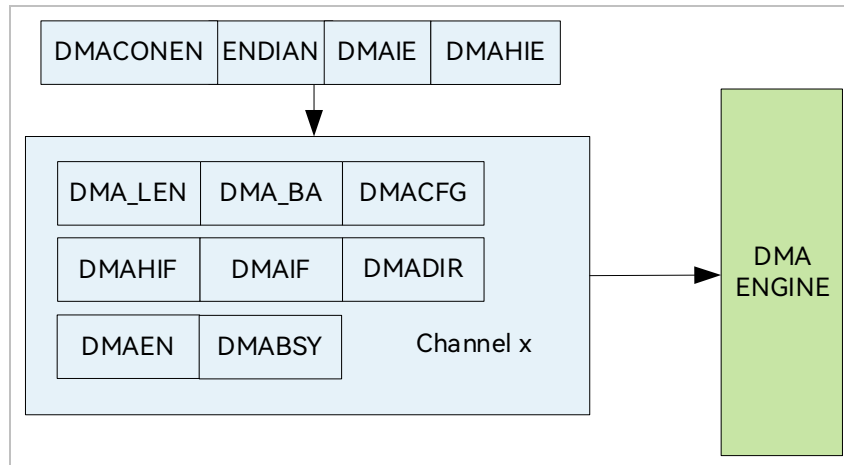 DMACONEN ENDIAN DMAIE DMAHIE
DMA_LEN DMA_BA DMACFG
DMAHIF DMAIF DMADIR
DMAEN DMABSY Channel x
DMA
ENGINE